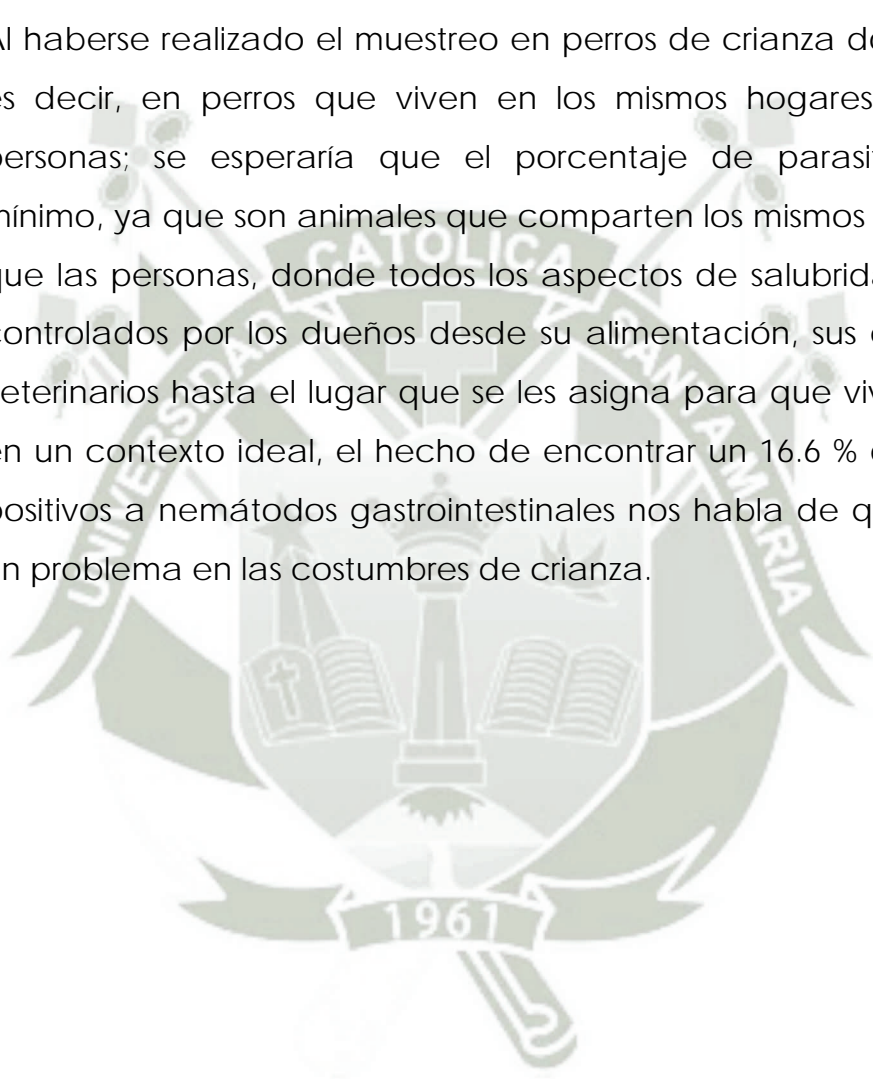 Al haberse realizado el muestreo en perros de crianza
es decir, en perros que viven en los mismos hogares
personas; se esperaría que el porcentaje de
mínimo, ya que son animales que comparten los mismos
que las personas, donde todos los aspectos de
controlados por los dueños desde su alimentación, sus
veterinarios hasta el lugar que se les asigna para que
en un contexto ideal, el hecho de encontrar un 16.6 %
positivos a nemátodos gastrointestinales nos habla de
un problema en las costumbres de crianza.
UNIVERSIDAD CATOLICA SANTA MARIA
1961